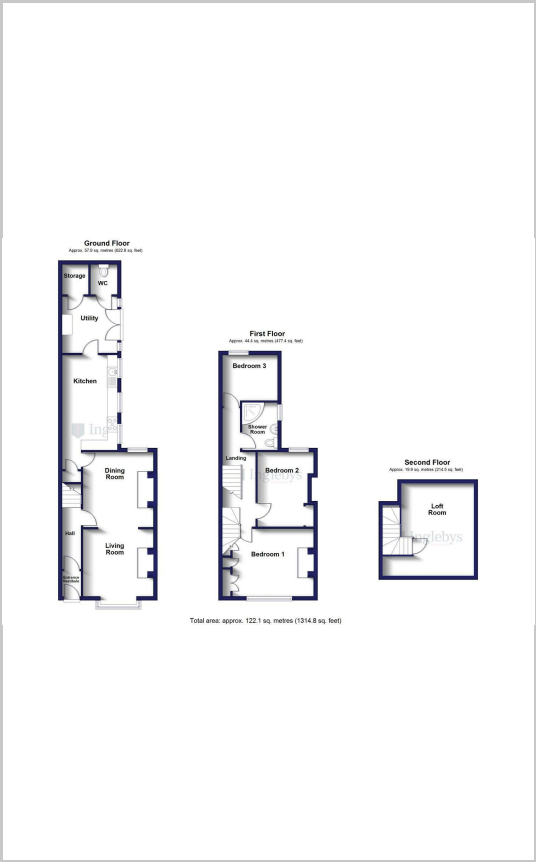 Ground Floor
Approx. 57.9 sq. metres (622.8 sq. feet)
Storage
WC
Utility
Kitchen
Dining
Room
Hall
Living
Room
Entrance
Vestibule
First Floor
Approx. 44.4 sq. metres (477.4 sq. feet)
Bedroom 3
Shower
Room
Landing
Bedroom 2
Inglebys
Bedroom 1
Second Floor
Approx. 19.9 sq. metres (214.6 sq. feet)
Loft
Room
Inglebys
Total area: approx. 122.1 sq. metres (1314.8 sq. feet)